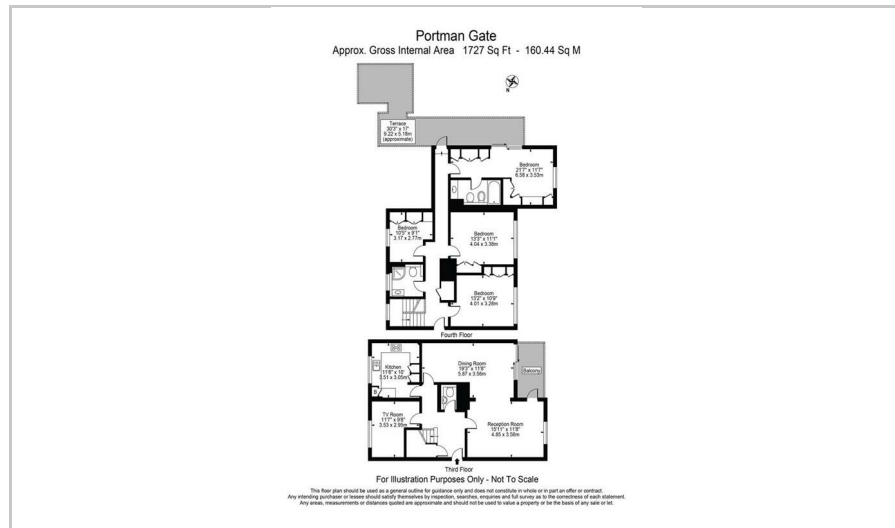 Portman Gate
Approx. Gross Internal Area 1727 Sq Ft - 160.44 Sq M
N
Terrace
30'3" x 17'
9.22 x 5.18m
(approximate)
Bedroom
21'7" x 11'7"
6.58 x 3.53m
Bedroom
10'5" x 9'1"
3.17 x 2.77m
Bedroom
13'3" x 11'1"
4.04 x 3.38m
Bedroom
13'2" x 10'9"
4.01 x 3.28m
Fourth Floor
Kitchen
11'6" x 10'
3.51 x 3.05m
B
Dining Room
19'3" x 11'8"
5.87 x 3.56m
Balcony
TV Room
11'7" x 9'8"
3.53 x 2.95m
Reception Room
15'11" x 11'9"
4.85 x 3.58m
Third Floor
For Illustration Purposes Only - Not To Scale
This floor plan should be used as a general outline for guidance only and does not constitute in whole or in part an offer or contract.
Any intending purchaser or lessee should satisfy themselves by inspection, searches, enquiries and full survey as to the correctness of each statement.
Any areas, measurements or distances quoted are approximate and should not be used to value a property or be the basis of any sale or let.